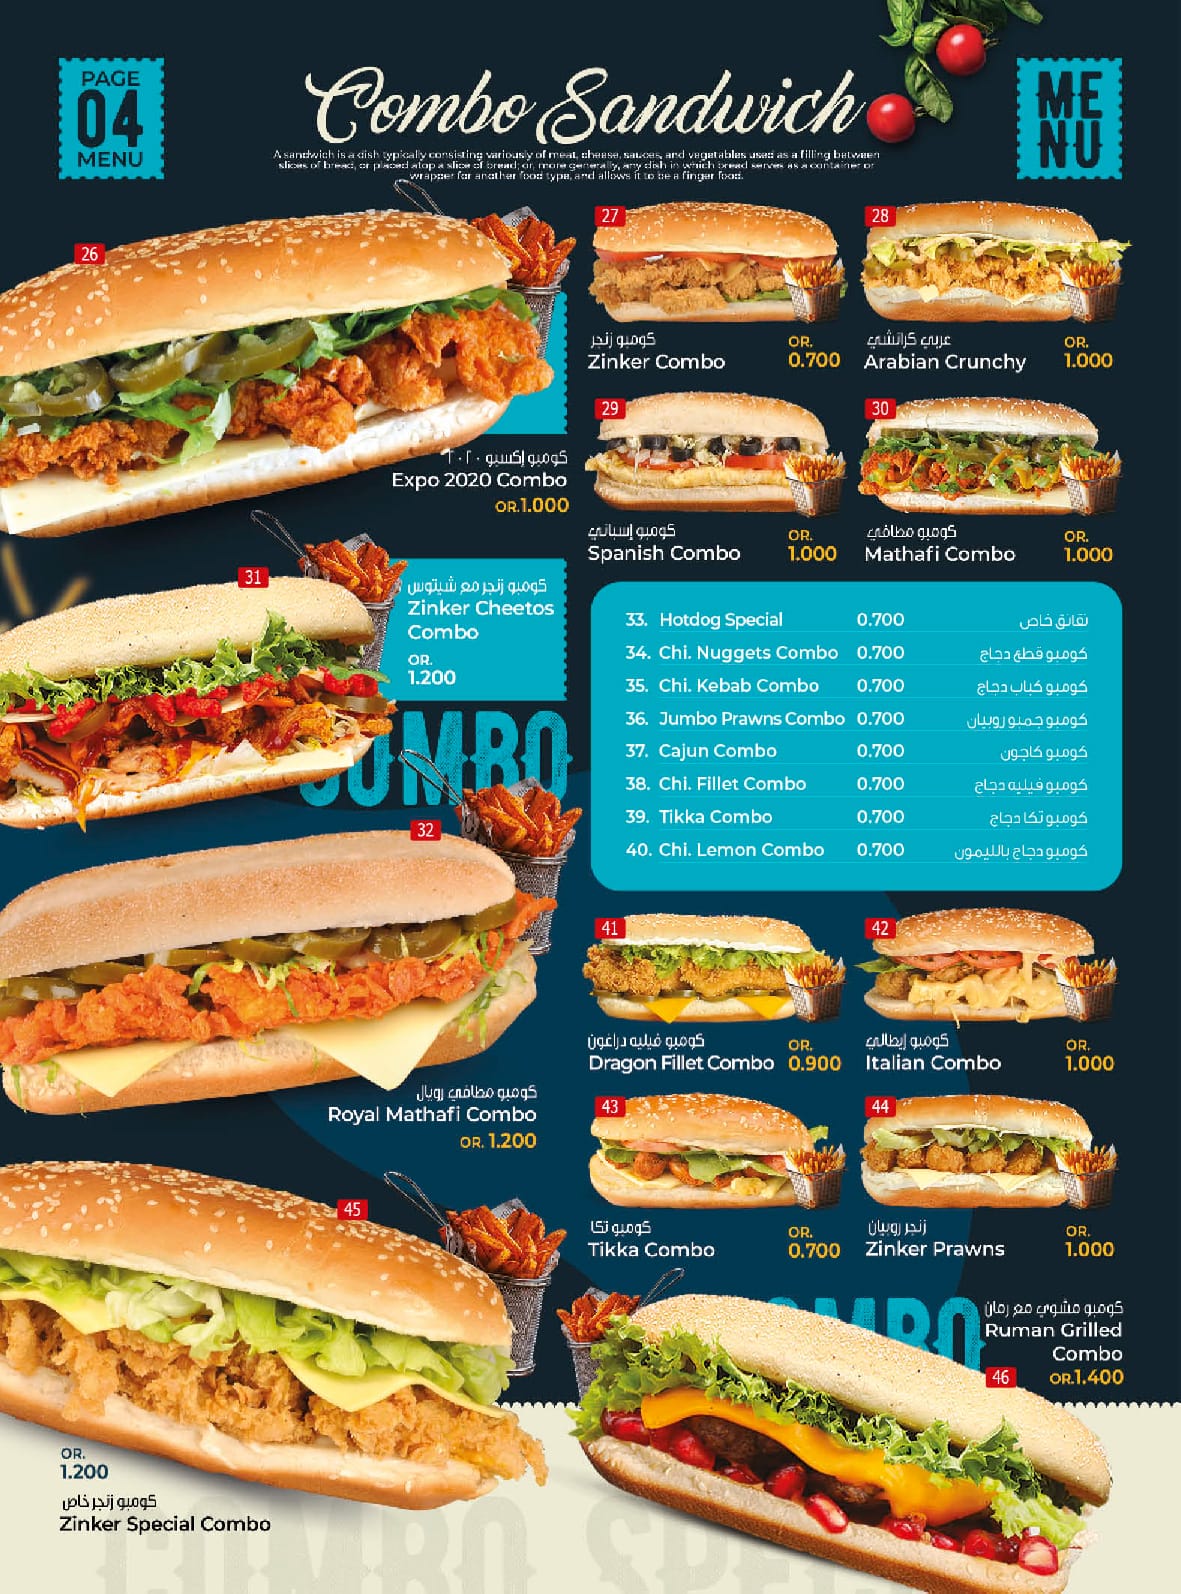 PAGE
04
MENU
Combo Sandwich
ME
NU
A sandwich is a dish typically consisting variously of meat, cheese, sauces, and vegetables used as a filling between
slices of bread, or placed atop a slice of bread; or, more generally, any dish in which bread serves as a container or
wrapper for another food type, and allows it to be a finger food.
26
كومبو إكسبو ٢٠٢٠
Expo 2020 Combo
OR.1.000
27
كومبو زنجر
OR.
Zinker Combo
0.700
28
عربي كرانشي
OR.
Arabian Crunchy
1.000
29
كومبو إسباني
OR.
Spanish Combo
1.000
30
كومبو مطافي
OR.
Mathafi Combo
1.000
31
كومبو زنجر مع شيتوس
Zinker Cheetos
Combo
OR.
1.200
COMBO
33. Hotdog Special 0.700 نقانق خاص
34. Chi. Nuggets Combo 0.700 كومبو قطع دجاج
35. Chi. Kebab Combo 0.700 كومبو كباب دجاج
36. Jumbo Prawns Combo 0.700 كومبو جمبو روبيان
37. Cajun Combo 0.700 كومبو كاجون
38. Chi. Fillet Combo 0.700 كومبو فيليه دجاج
39. Tikka Combo 0.700 كومبو تكا دجاج
40. Chi. Lemon Combo 0.700 كومبو دجاج بالليمون
32
كومبو مطافي رويال
Royal Mathafi Combo
OR. 1.200
41
كومبو فيليه دراغون
OR.
Dragon Fillet Combo
0.900
42
كومبو إيطالي
OR.
Italian Combo
1.000
43
كومبو تكا
OR.
Tikka Combo
0.700
44
زنجر روبيان
OR.
Zinker Prawns
1.000
45
OR.
1.200
كومبو زنجر خاص
Zinker Special Combo
COMBO
كومبو مشوي مع رمان
Ruman Grilled
Combo
46
OR.1.400
COMBO SPEC